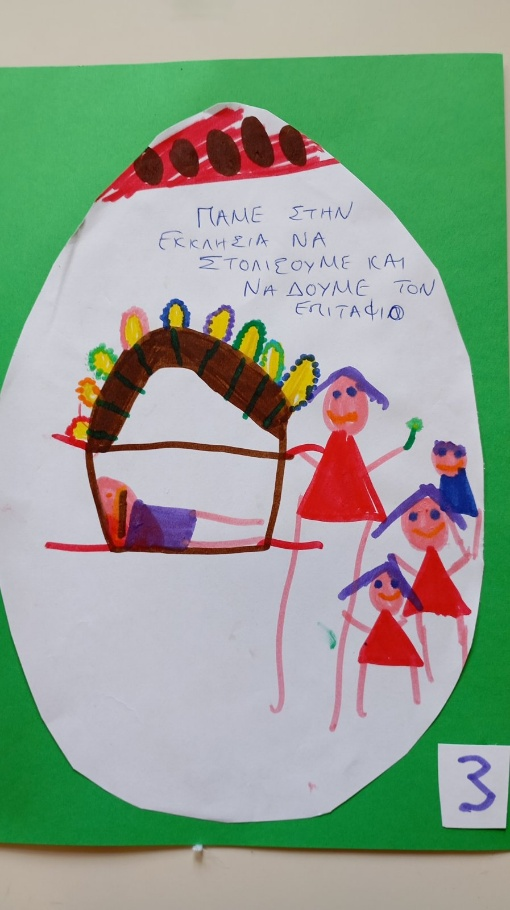 ΠΑΜΕ ΣΤΗΝ
ΕΚΚΛΗΣΙΑ ΝΑ
ΣΤΟΛΙΣΟΥΜΕ ΚΑΙ
ΝΑ ΔΟΥΜΕ ΤΟΝ
ΕΠΙΤΑΦΙΟ
3